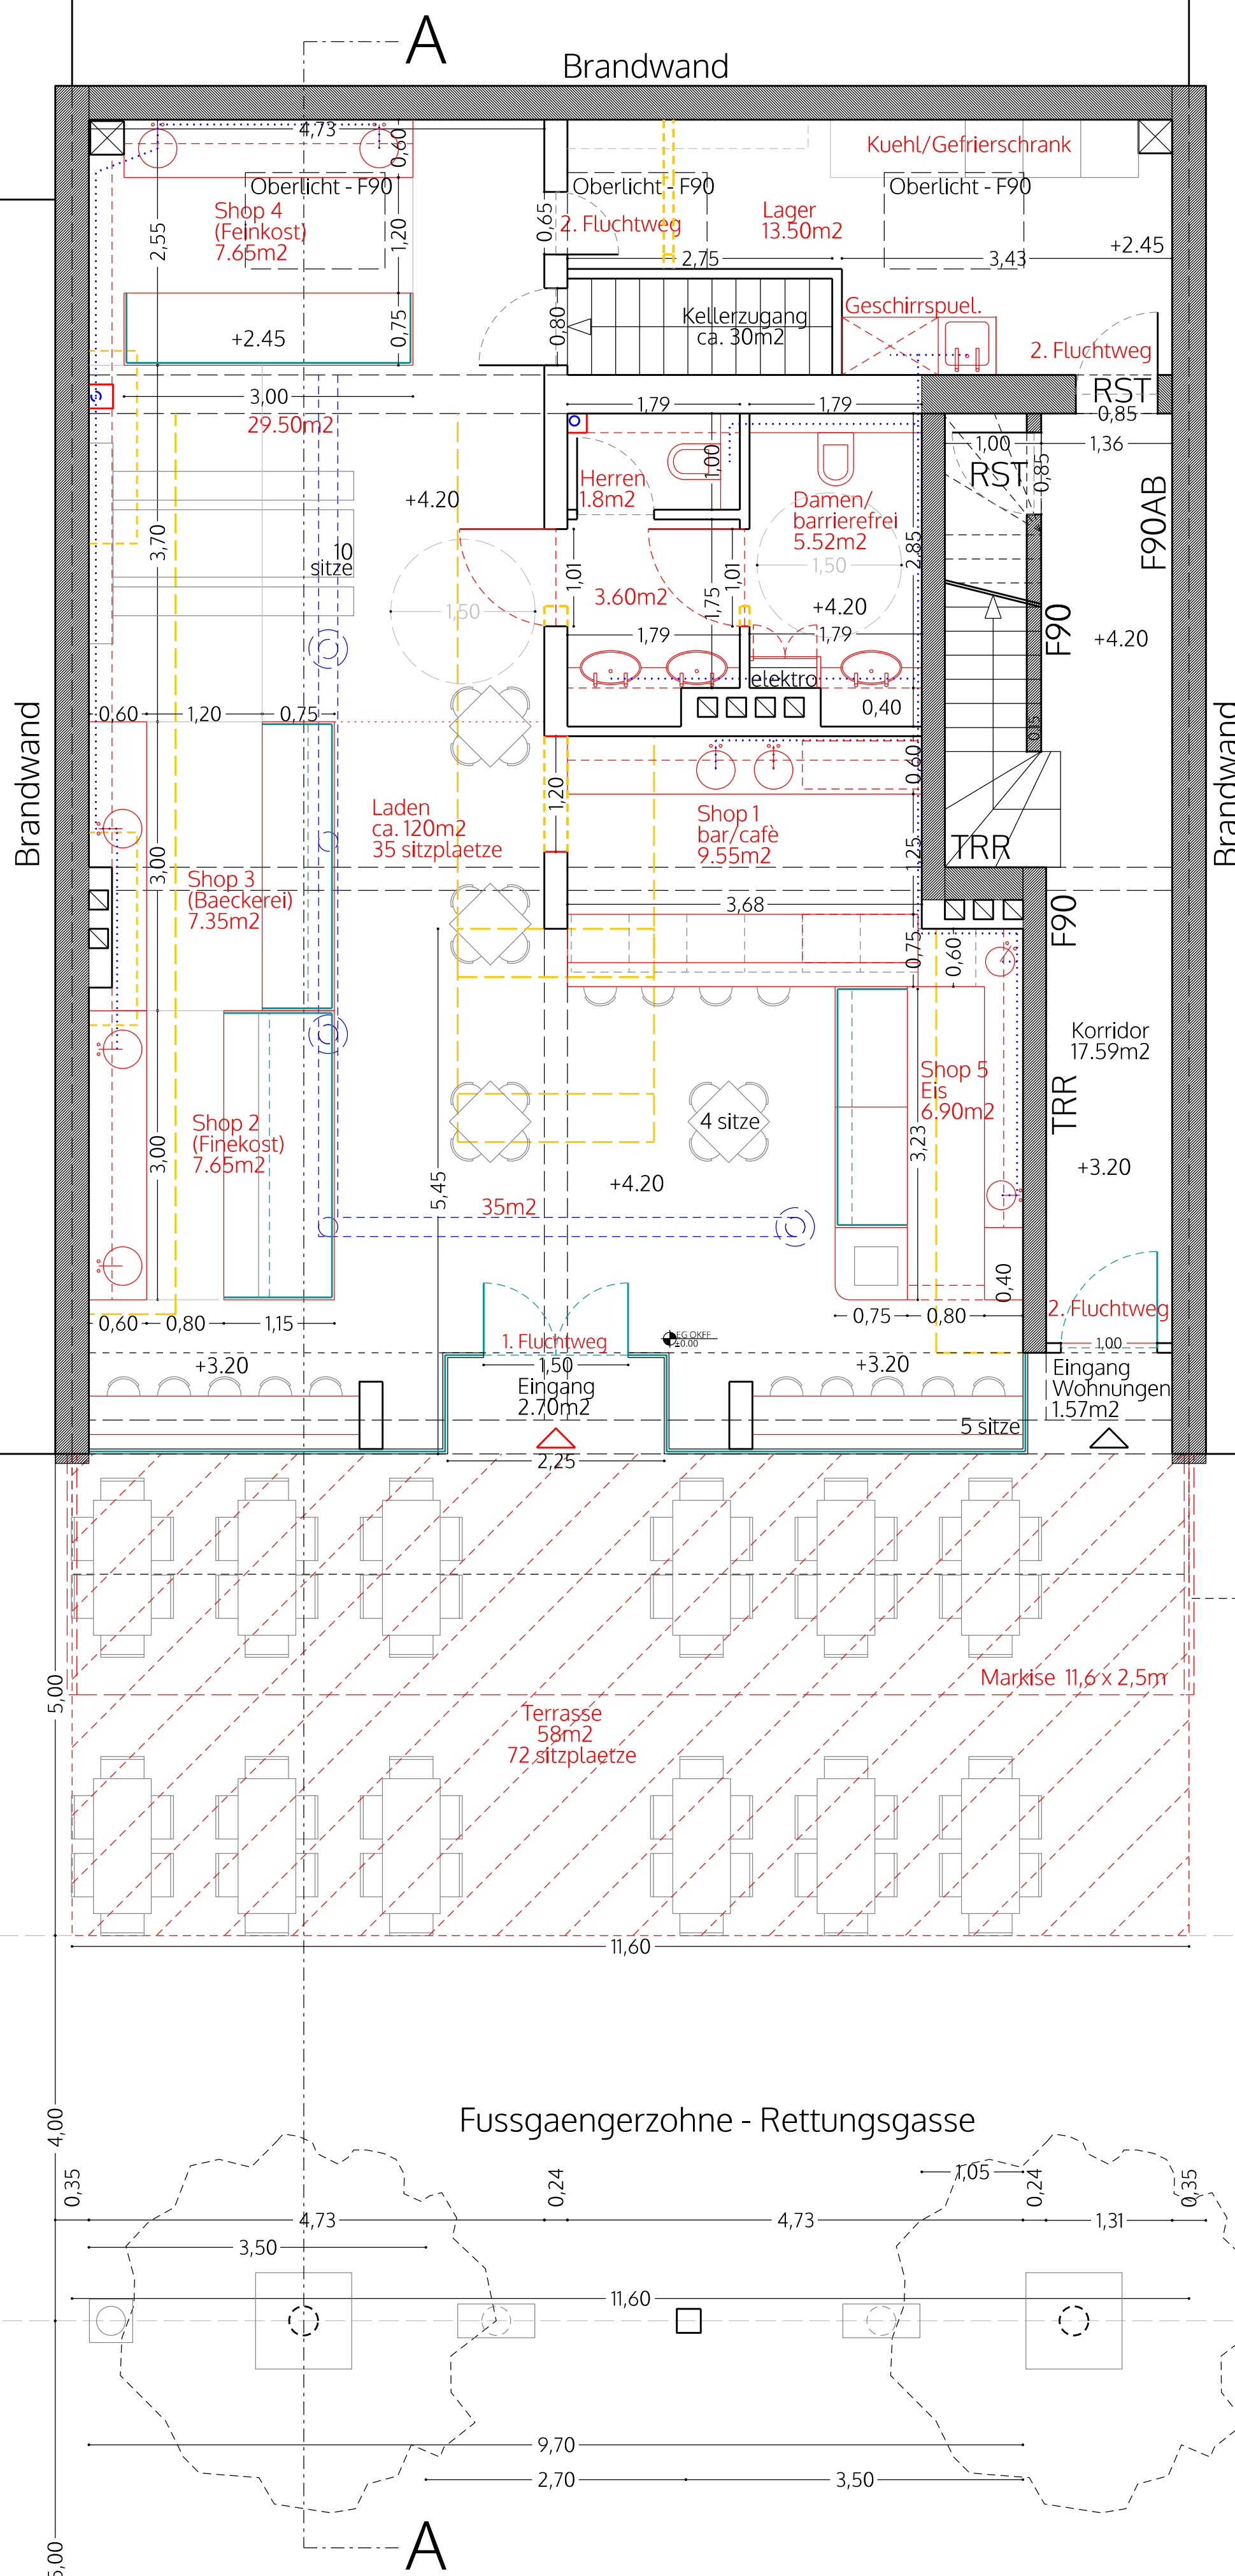 A
Brandwand
4,73
0,60
Kuehl/Gefrierschrank
Oberlicht - F90
Oberlicht - F90
Oberlicht - F90
Shop 4
(Feinkost)
7.65m2
2,55
1,20
0,65
2. Fluchtweg
Lager
13.50m2
+2.45
2,75
3,43
Geschirrspuel.
Kellerzugang
ca. 30m2
0,80
+2.45
0,75
2. Fluchtweg
RST
0,85
3,00
29.50m2
1,79
1,79
1,00
1,36
RST
0,85
F90AB
Herren
1.8m2
1,00
Damen/
barrierefrei
5.52m2
+4.20
3,70
10
sitze
2,85
1,50
1,01
3.60m2
1,75
1,01
1,50
+4.20
1,79
1,79
F90
+4.20
elektro
0,40
0,15
Brandwand
Brandwand
0,60
1,20
0,75
0,60
1,20
Laden
ca. 120m2
35 sitzplaetze
Shop 1
bar/cafè
9.55m2
1,25
TRR
3,00
Shop 3
(Baeckerei)
7.35m2
3,68
F90
0,75
0,60
Korridor
17.59m2
Shop 5
Eis
6.90m2
TRR
Shop 2
(Finekost)
7.65m2
4 sitze
3,00
3,23
5,45
+4.20
+3.20
35m2
0,40
2. Fluchtweg
0,60
0,80
1,15
0,75
0,80
1. Fluchtweg
EG OKFF
±0.00
1,00
+3.20
1,50
+3.20
Eingang
2.70m2
Eingang
Wohnungen
1.57m2
5 sitze
2,25
5,00
Markise 11,6 x 2,5m
Terrasse
58m2
72 sitzplaetze
11,60
4,00
Fussgaengerzohne - Rettungsgasse
0,35
0,24
1,05
0,24
0,35
4,73
4,73
1,31
3,50
11,60
9,70
2,70
3,50
A
5,00